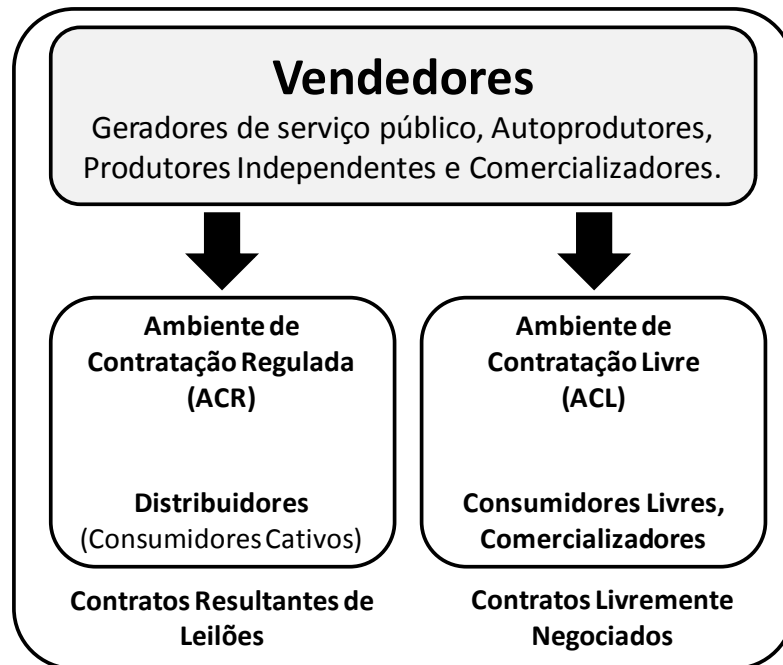 Vendedores
Geradores de serviço público, Autoprodutores,
Produtores Independentes e Comercializadores.
Ambiente de
Contratação Regulada
(ACR)
Distribuidores
(Consumidores Cativos)
Contratos Resultantes de
Leilões
Ambiente de
Contratação Livre
(ACL)
Consumidores Livres,
Comercializadores
Contratos Livremente
Negociados